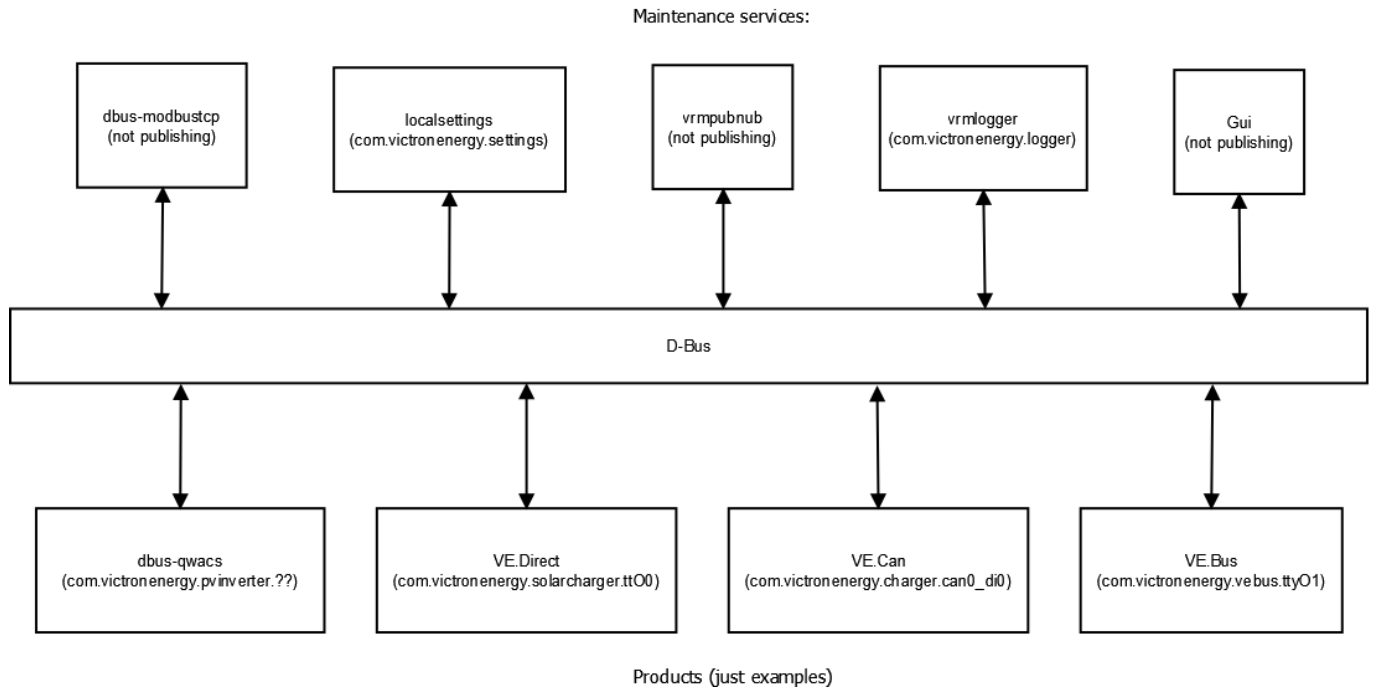 Maintenance services:
dbus-modbustcp
(not publishing)
localsettings
(com.victronenergy.settings)
vrmpubnub
(not publishing)
vrmlogger
(com.victronenergy.logger)
Gui
(not publishing)
D-Bus
dbus-qwacs
(com.victronenergy.pvinverter.??)
VE.Direct
(com.victronenergy.solarcharger.ttO0)
VE.Can
(com.victronenergy.charger.can0_di0)
VE.Bus
(com.victronenergy.vebus.ttyO1)
Products (just examples)